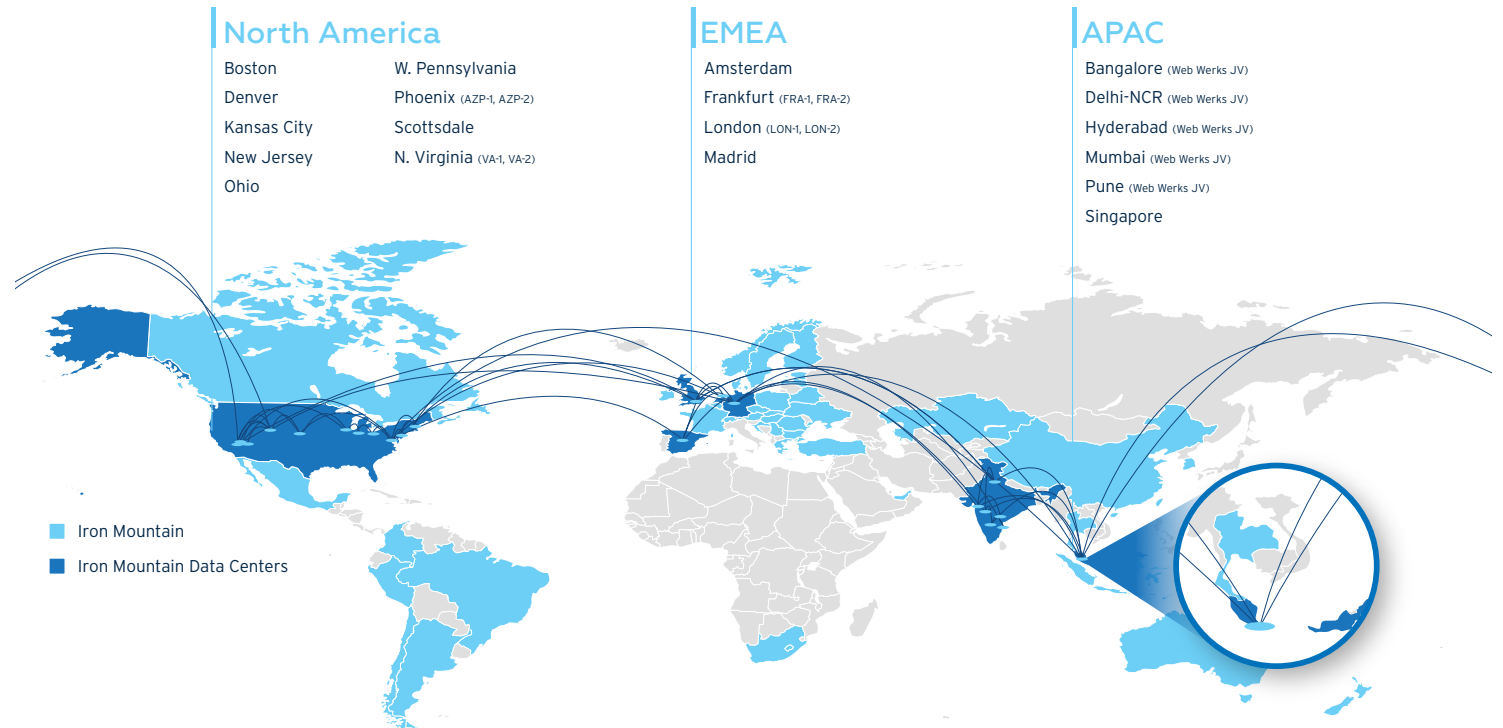 North America
Boston
Denver
Kansas City
New Jersey
Ohio
W. Pennsylvania
Phoenix (AZP-1, AZP-2)
Scottsdale
N. Virginia (VA-1, VA-2)
EMEA
Amsterdam
Frankfurt (FRA-1, FRA-2)
London (LON-1, LON-2)
Madrid
APAC
Bangalore (Web Werks JV)
Delhi-NCR (Web Werks JV)
Hyderabad (Web Werks JV)
Mumbai (Web Werks JV)
Pune (Web Werks JV)
Singapore
Iron Mountain
Iron Mountain Data Centers